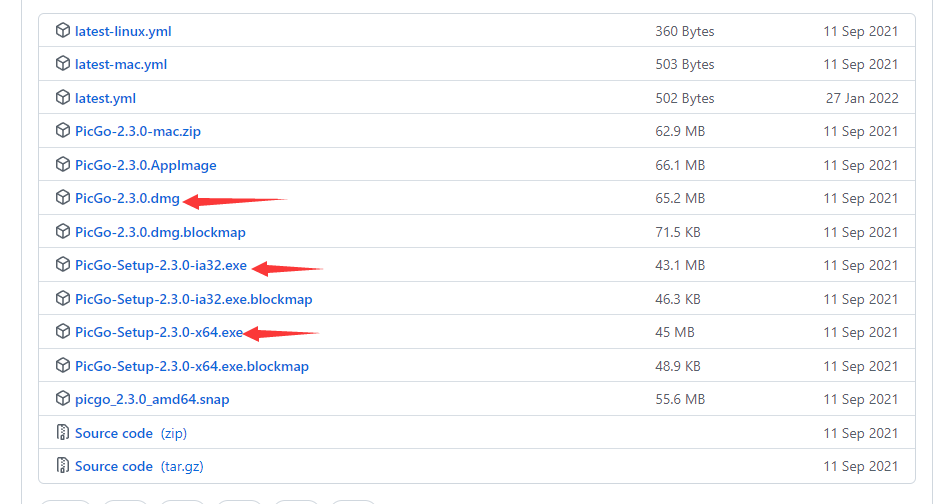 latest-linux.yml 360 Bytes 11 Sep 2021
latest-mac.yml 503 Bytes 11 Sep 2021
latest.yml 502 Bytes 27 Jan 2022
PicGo-2.3.0-mac.zip 62.9 MB 11 Sep 2021
PicGo-2.3.0.AppImage 66.1 MB 11 Sep 2021
PicGo-2.3.0.dmg 65.2 MB 11 Sep 2021
PicGo-2.3.0.dmg.blockmap 71.5 KB 11 Sep 2021
PicGo-Setup-2.3.0-ia32.exe 43.1 MB 11 Sep 2021
PicGo-Setup-2.3.0-ia32.exe.blockmap 46.3 KB 11 Sep 2021
PicGo-Setup-2.3.0-x64.exe 45 MB 11 Sep 2021
PicGo-Setup-2.3.0-x64.exe.blockmap 48.9 KB 11 Sep 2021
picgo_2.3.0_amd64.snap 55.6 MB 11 Sep 2021
Source code (zip) 11 Sep 2021
Source code (tar.gz) 11 Sep 2021